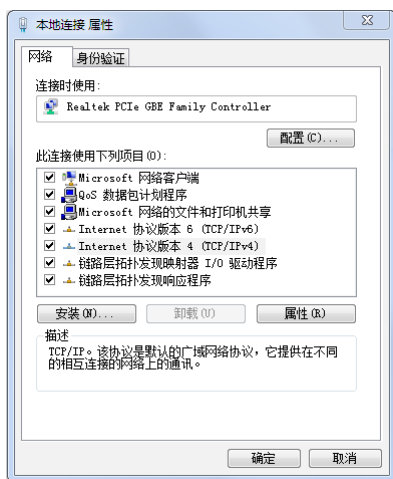 本地连接 属性
网络
身份验证
连接时使用:
Realtek PCIe GBE Family Controller
配置(C)...
此连接使用下列项目(O):
Microsoft 网络客户端
QoS 数据包计划程序
Microsoft 网络的文件和打印机共享
Internet 协议版本 6 (TCP/IPv6)
Internet 协议版本 4 (TCP/IPv4)
链路层拓扑发现映射器 I/O 驱动程序
链路层拓扑发现响应程序
安装(N)...
卸载(U)
属性(R)
描述
TCP/IP。该协议是默认的广域网络协议，它提供在不同
的相互连接的网络上的通讯。
确定
取消